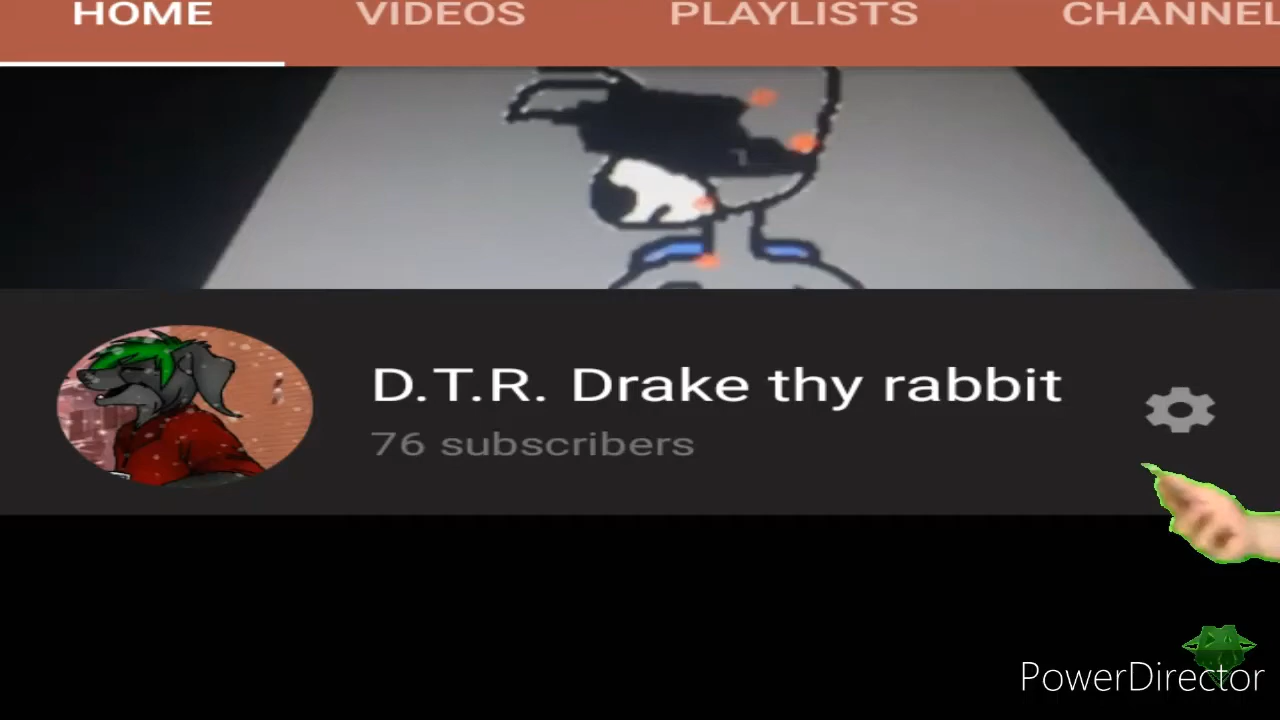 HOME VIDEOS PLAYLISTS CHANNEL
D.T.R. Drake thy rabbit
76 subscribers
PowerDirector